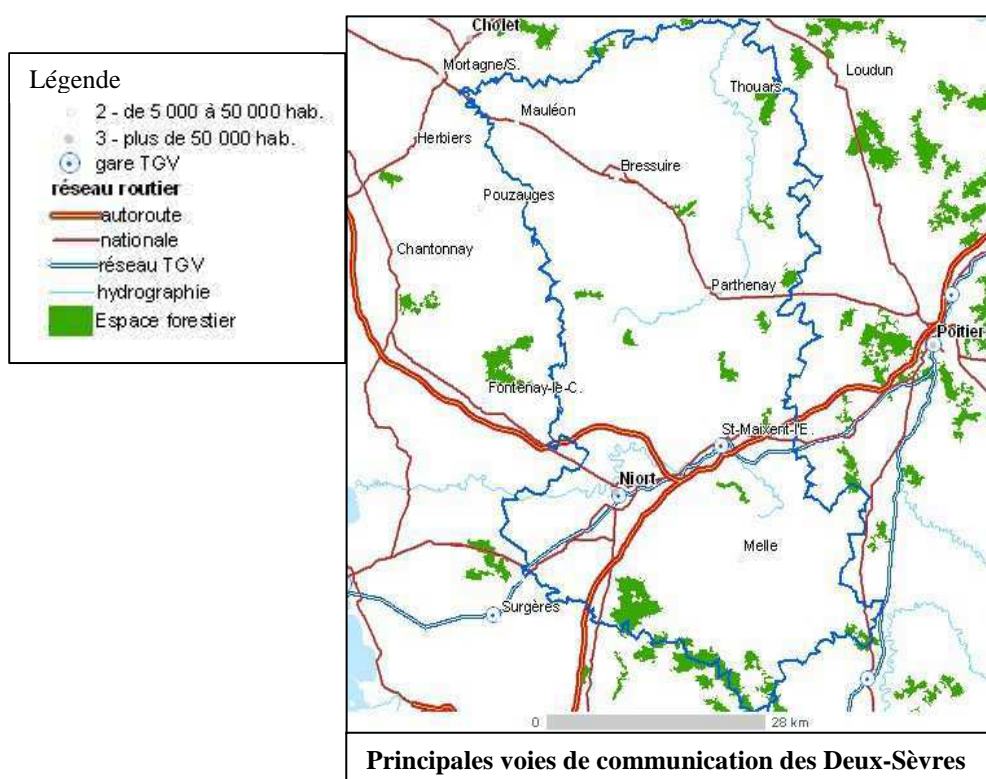 Légende
2 - de 5 000 à 50 000 hab.
3 - plus de 50 000 hab.
gare TGV
réseau routier
autoroute
nationale
réseau TGV
hydrographie
Espace forestier
Cholet
Mortagne/S.
Loudun
Thouars
Mauléon
Herbiers
Bressuire
Pouzauges
Chantonnay
Parthenay
Poitier
Fontenay-le-C.
St-Maixent-l'E.
Niort
Melle
Surgères
0 28 km
Principales voies de communication des Deux-Sèvres